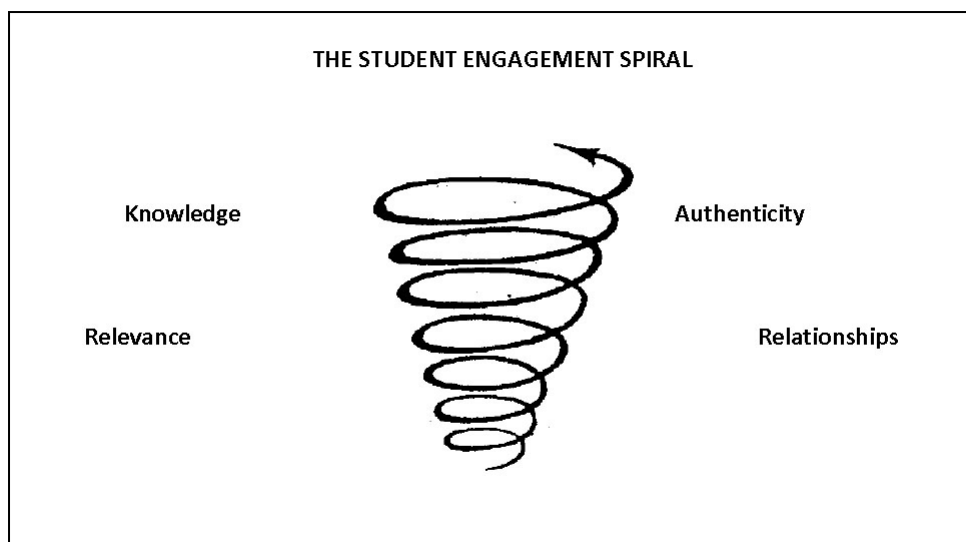 THE STUDENT ENGAGEMENT SPIRAL
Knowledge
Authenticity
Relevance
Relationships